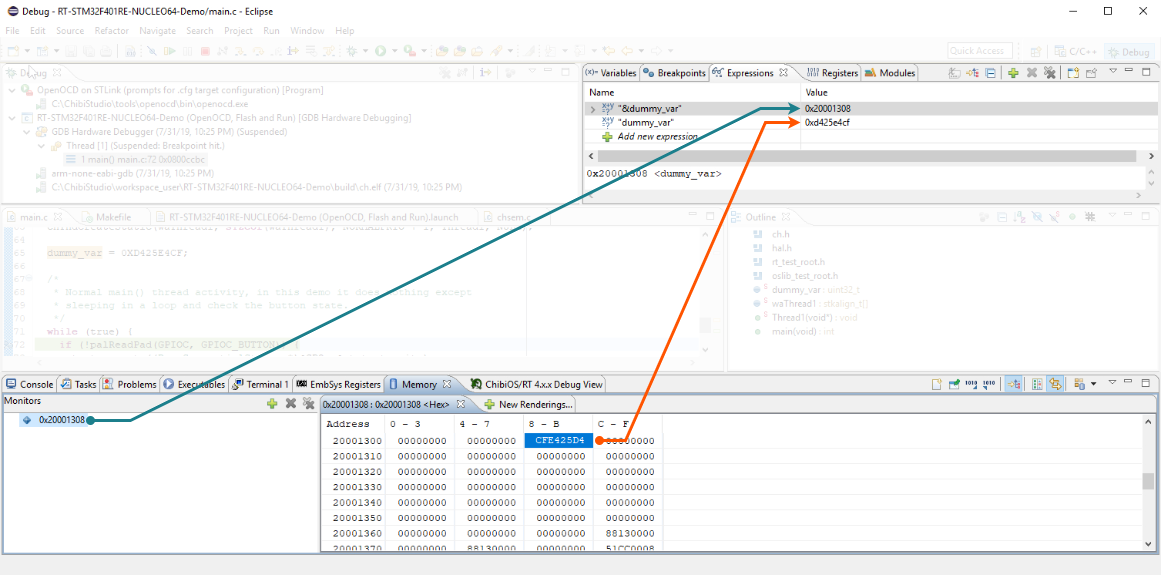 Debug - RT-STM32F401RE-NUCLEO64-Demo/main.c - Eclipse
File Edit Source Refactor Navigate Search Project Run Window Help
Quick Access C/C++ Debug
Debug
OpenOCD on STLink (prompts for .cfg target configuration) [Program]
C:\ChibiStudio\tools\openocd\bin\openocd.exe
RT-STM32F401RE-NUCLEO64-Demo (OpenOCD, Flash and Run) [GDB Hardware Debugging]
GDB Hardware Debugger (7/31/19, 10:25 PM) (Suspended)
Thread [1] (Suspended: Breakpoint hit.)
1 main() main.c:72 0x0800ccbc
arm-none-eabi-gdb (7/31/19, 10:25 PM)
C:\ChibiStudio\workspace_user\RT-STM32F401RE-NUCLEO64-Demo\build\ch.elf (7/31/19, 10:25 PM)
(x)= Variables Breakpoints Expressions Registers Modules
Name Value
"&dummy_var" 0x20001308
"dummy_var" 0xd425e4cf
Add new expression
0x20001308 <dummy_var>
main.c Makefile RT-STM32F401RE-NUCLEO64-Demo (OpenOCD, Flash and Run).launch chsem.c
64
65 dummy_var = 0XD425E4CF;
66
67 /*
68 * Normal main() thread activity, in this demo it does nothing except
69 * sleeping in a loop and check the button state.
70 */
71 while (true) {
72 if (!palReadPad(GPIOC, GPIOC_BUTTON)) {
Outline
ch.h
hal.h
rt_test_root.h
oslib_test_root.h
dummy_var : uint32_t
waThread1 : stkalign_t[]
Thread1(void*) : void
main(void) : int
Console Tasks Problems Executables Terminal 1 EmbSys Registers Memory ChibiOS/RT 4.x.x Debug View
Monitors
0x20001308
0x20001308 : 0x20001308 <Hex> New Renderings...
Address 0 - 3 4 - 7 8 - B C - F
20001300 00000000 00000000 CFE425D4 00000000
20001310 00000000 00000000 00000000 00000000
20001320 00000000 00000000 00000000 00000000
20001330 00000000 00000000 00000000 00000000
20001340 00000000 00000000 00000000 00000000
20001350 00000000 00000000 00000000 00000000
20001360 00000000 00000000 00000000 88130000
20001370 00000000 88130000 00000000 51CC0008